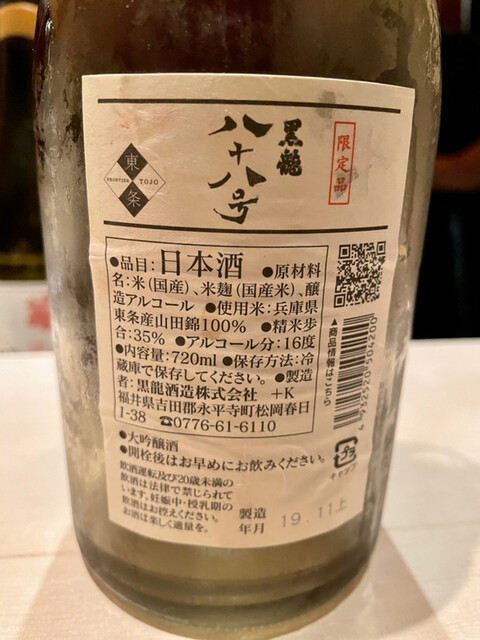 限定品
黒龍
八十八号
東条
FRONTIER TOJO
●品目:日本酒 ●原材料
名:米(国産)、米麹(国産米)、醸
造アルコール ●使用米:兵庫県
東条産山田錦100% ●精米歩
合:35% ●アルコール分:16度
●内容量:720ml ●保存方法:冷
蔵庫で保存してください。 ●製造
者:黒龍酒造株式会社 +K
福井県吉田郡永平寺町松岡春日
1-38 ☎0776-61-6110
▲商品情報はこちら
4 932920 504200
●大吟醸酒
●開栓後はお早めにお飲みください。
飲酒運転及び20歳未満の
飲酒は法律で禁じられて
います。妊娠中・授乳期の
飲酒はお控えください。
お酒は楽しく適量を。
プラ
キャップ
製造
年月
19.11上